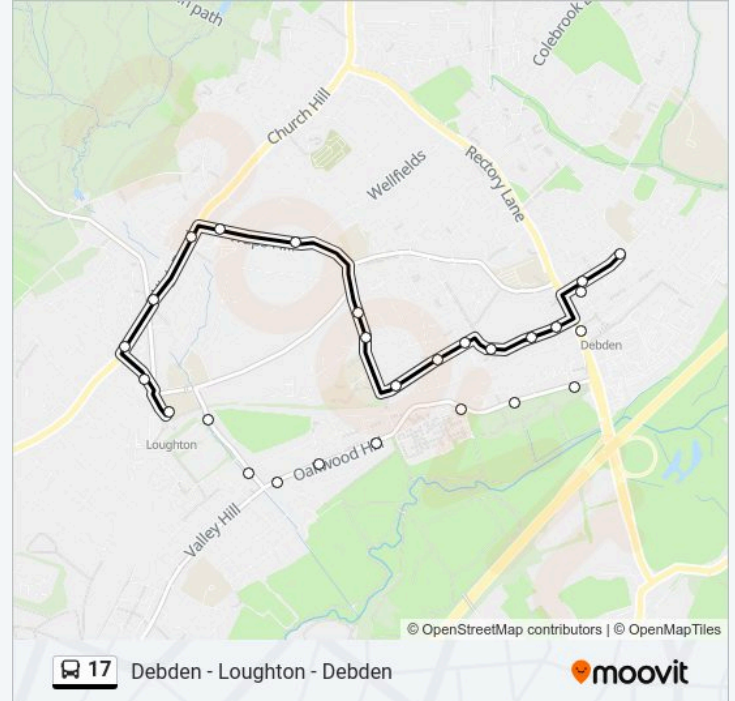 Church Hill
Colebrook
Wellfields
Rectory Lane
Debden
Loughton
Oakwood Hill
Valley Hill
© OpenStreetMap contributors | © OpenMapTiles
17 Debden - Loughton - Debden
moovit